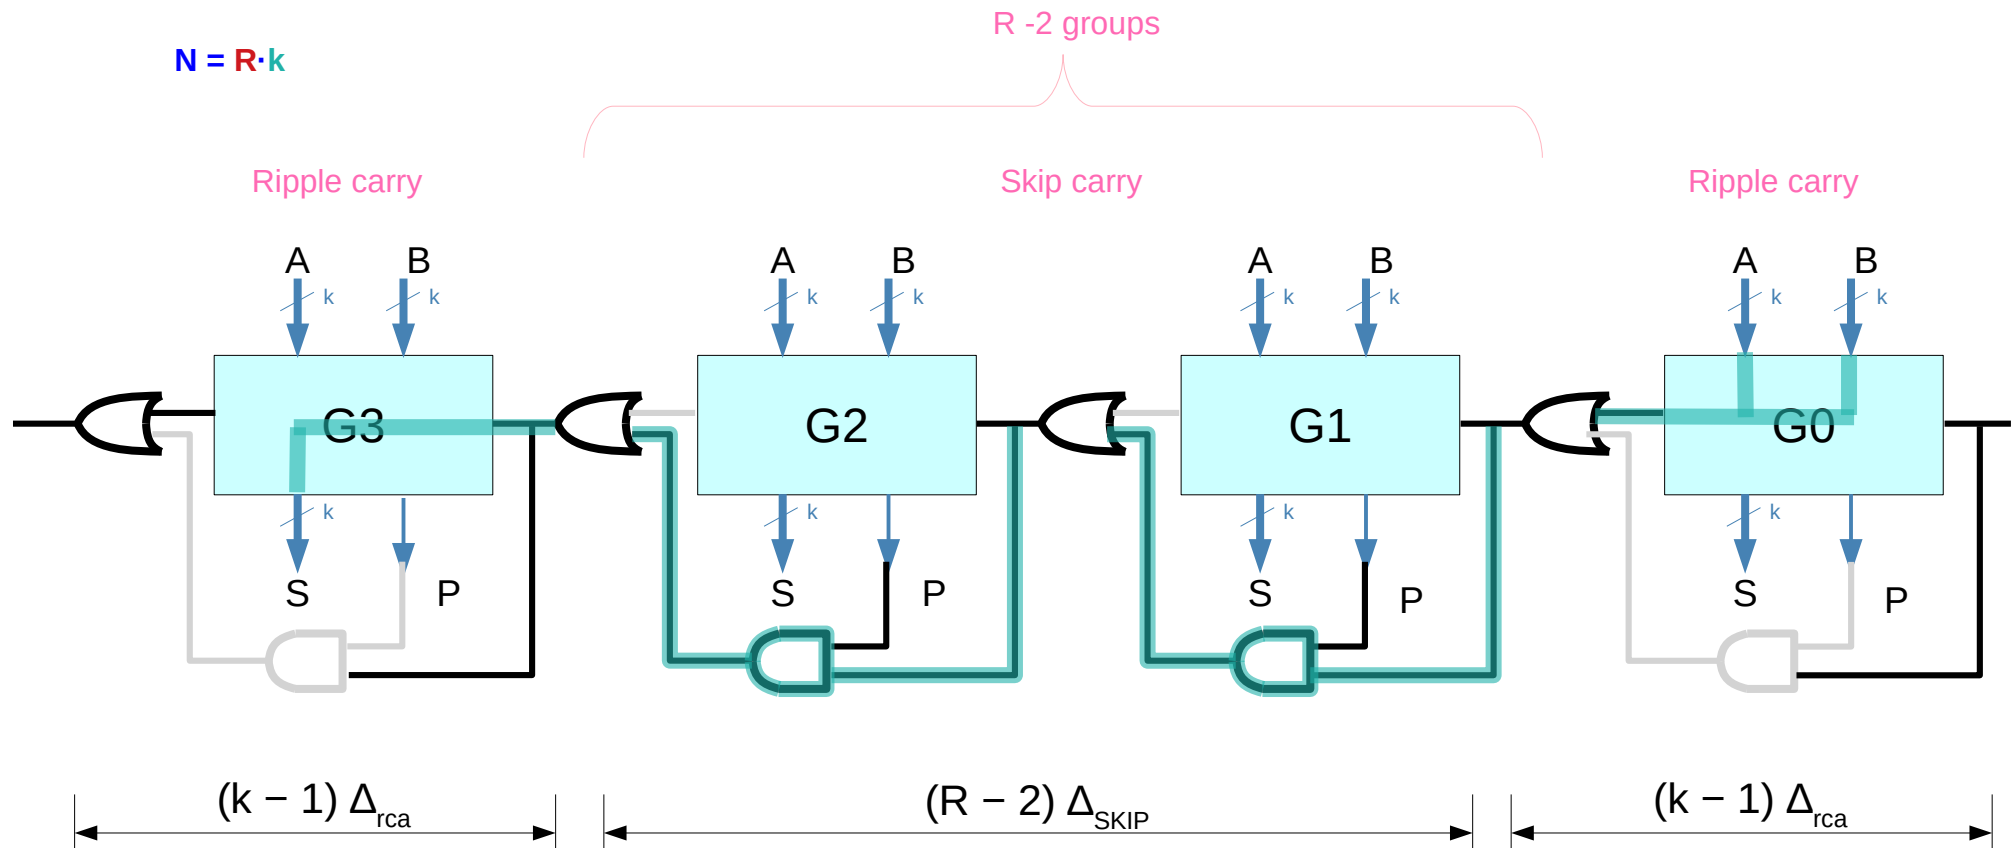 R -2 groups
N = R·k
Ripple carry
Skip carry
Ripple carry
A B A B A B A B
k k k k k k k k
G3 G2 G1 G0
k k k k
S P S P S P S P
(k − 1) Δrca
(R − 2) ΔSKIP
(k − 1) Δrca